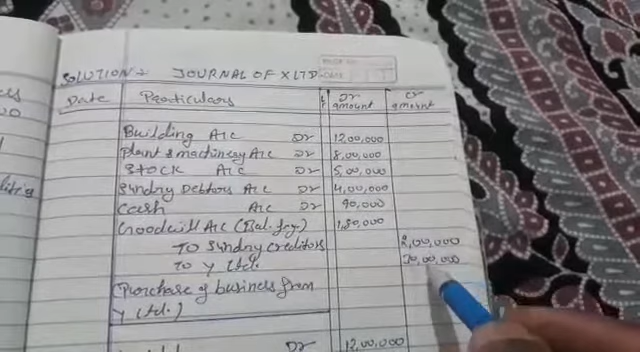 SOLUTION- JOURNAL OF X LTD.
DATE
Date Particulars Dr amount Cr amount
Building A/c Dr 12,00,000
Plant & machinery A/c Dr 8,00,000
Stock A/c Dr 5,00,000
Sundry Debtors A/c Dr 4,00,000
Cash A/c Dr 90,000
Goodwill A/c (Bal. fig.) 1,80,000
TO Sundry creditors 2,00,000
TO Y Ltd.
(Purchase of business from
Y Ltd.)
Dr 12,00,000